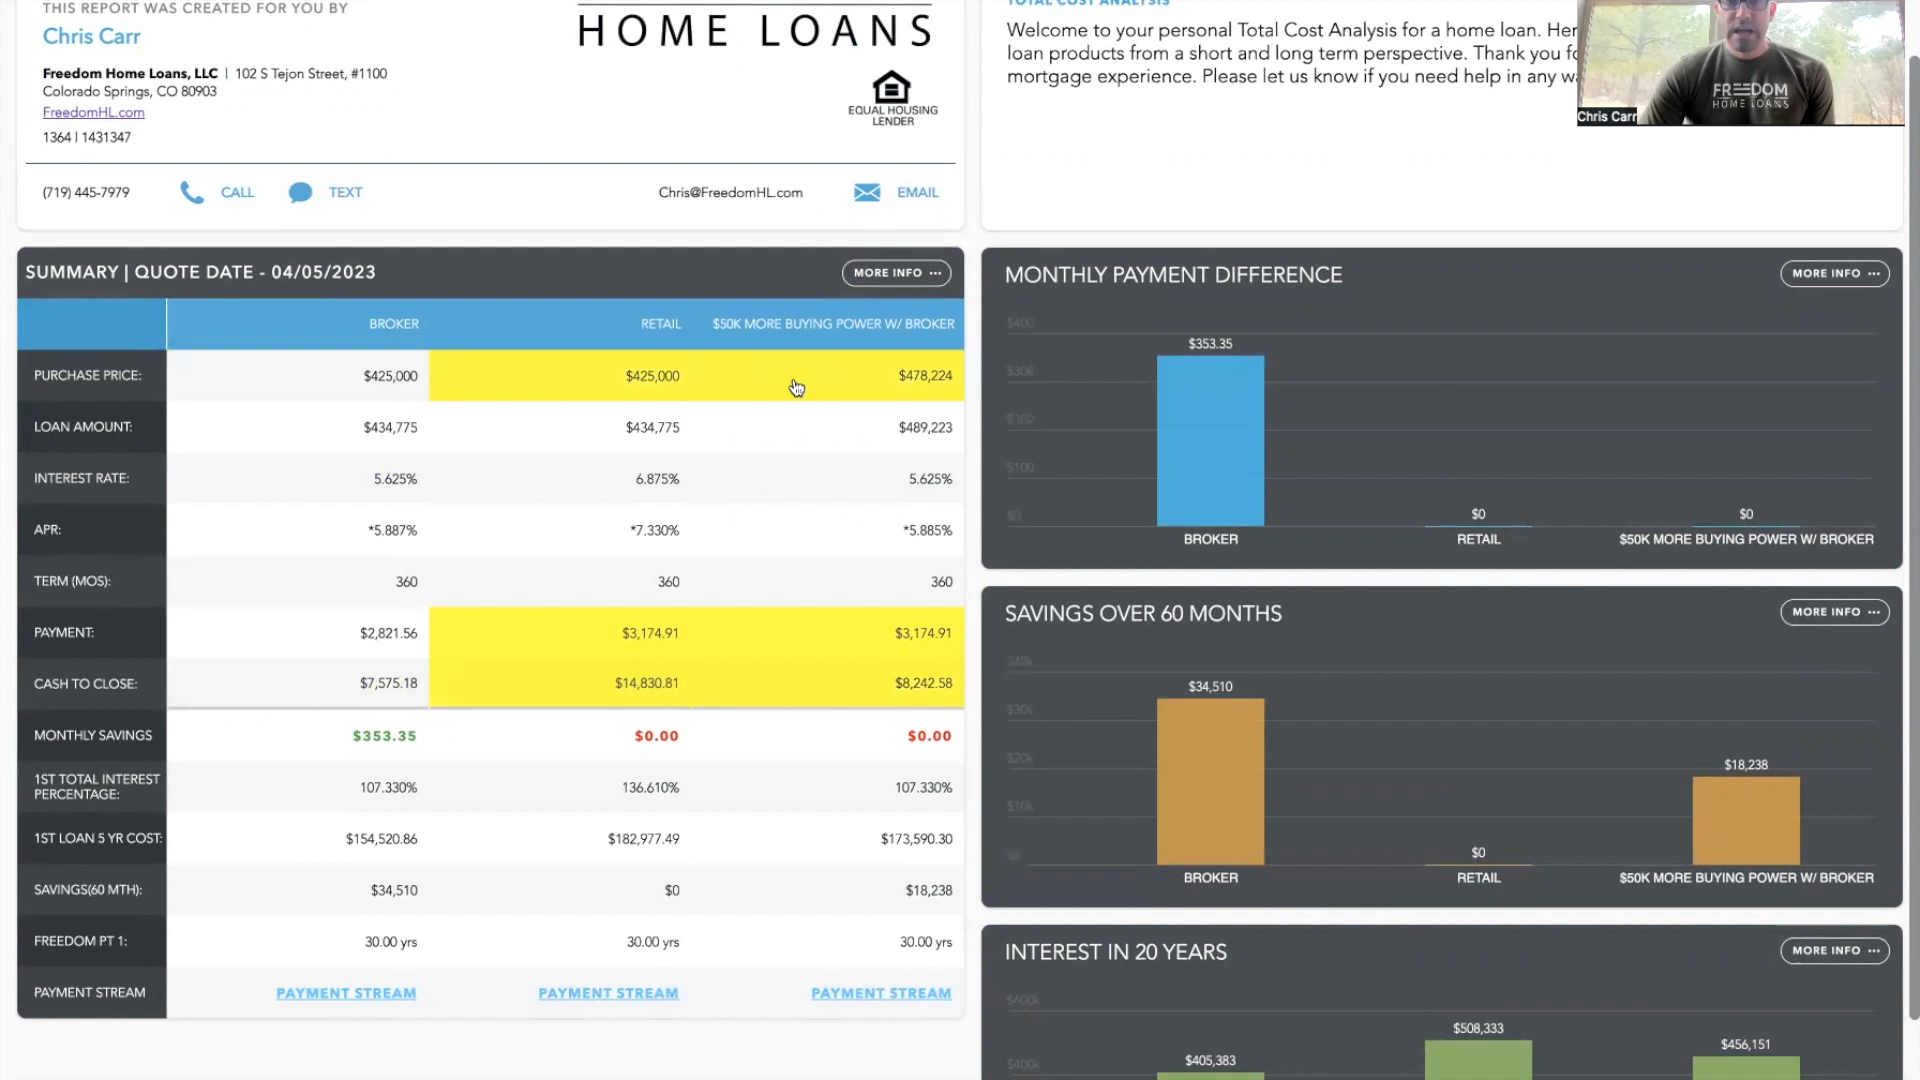 THIS REPORT WAS CREATED FOR YOU BY
Chris Carr
Freedom Home Loans, LLC | 102 S Tejon Street, #1100
Colorado Springs, CO 80903
FreedomHL.com
1364 | 1431347
HOME LOANS
EQUAL HOUSING
LENDER
(719) 445-7979 CALL TEXT Chris@FreedomHL.com EMAIL
TOTAL COST ANALYSIS
Welcome to your personal Total Cost Analysis for a home loan. Her
loan products from a short and long term perspective. Thank you fo
mortgage experience. Please let us know if you need help in any wa
FREEDOM
HOME LOANS
Chris Carr
SUMMARY | QUOTE DATE - 04/05/2023 MORE INFO ...
BROKER RETAIL $50K MORE BUYING POWER W/ BROKER
PURCHASE PRICE: $425,000 $425,000 $478,224
LOAN AMOUNT: $434,775 $434,775 $489,223
INTEREST RATE: 5.625% 6.875% 5.625%
APR: *5.887% *7.330% *5.885%
TERM (MOS): 360 360 360
PAYMENT: $2,821.56 $3,174.91 $3,174.91
CASH TO CLOSE: $7,575.18 $14,830.81 $8,242.58
MONTHLY SAVINGS $353.35 $0.00 $0.00
1ST TOTAL INTEREST
PERCENTAGE: 107.330% 136.610% 107.330%
1ST LOAN 5 YR COST: $154,520.86 $182,977.49 $173,590.30
SAVINGS(60 MTH): $34,510 $0 $18,238
FREEDOM PT 1: 30.00 yrs 30.00 yrs 30.00 yrs
PAYMENT STREAM PAYMENT STREAM PAYMENT STREAM PAYMENT STREAM
MONTHLY PAYMENT DIFFERENCE MORE INFO ...
$400
$353.35
$100
$0
$0 $0
BROKER RETAIL $50K MORE BUYING POWER W/ BROKER
SAVINGS OVER 60 MONTHS MORE INFO ...
$34,510
$30k
$20k
$18,238
$10k
$0
BROKER RETAIL $50K MORE BUYING POWER W/ BROKER
INTEREST IN 20 YEARS MORE INFO ...
$600k
$508,333
$456,151
$405,383
$400k